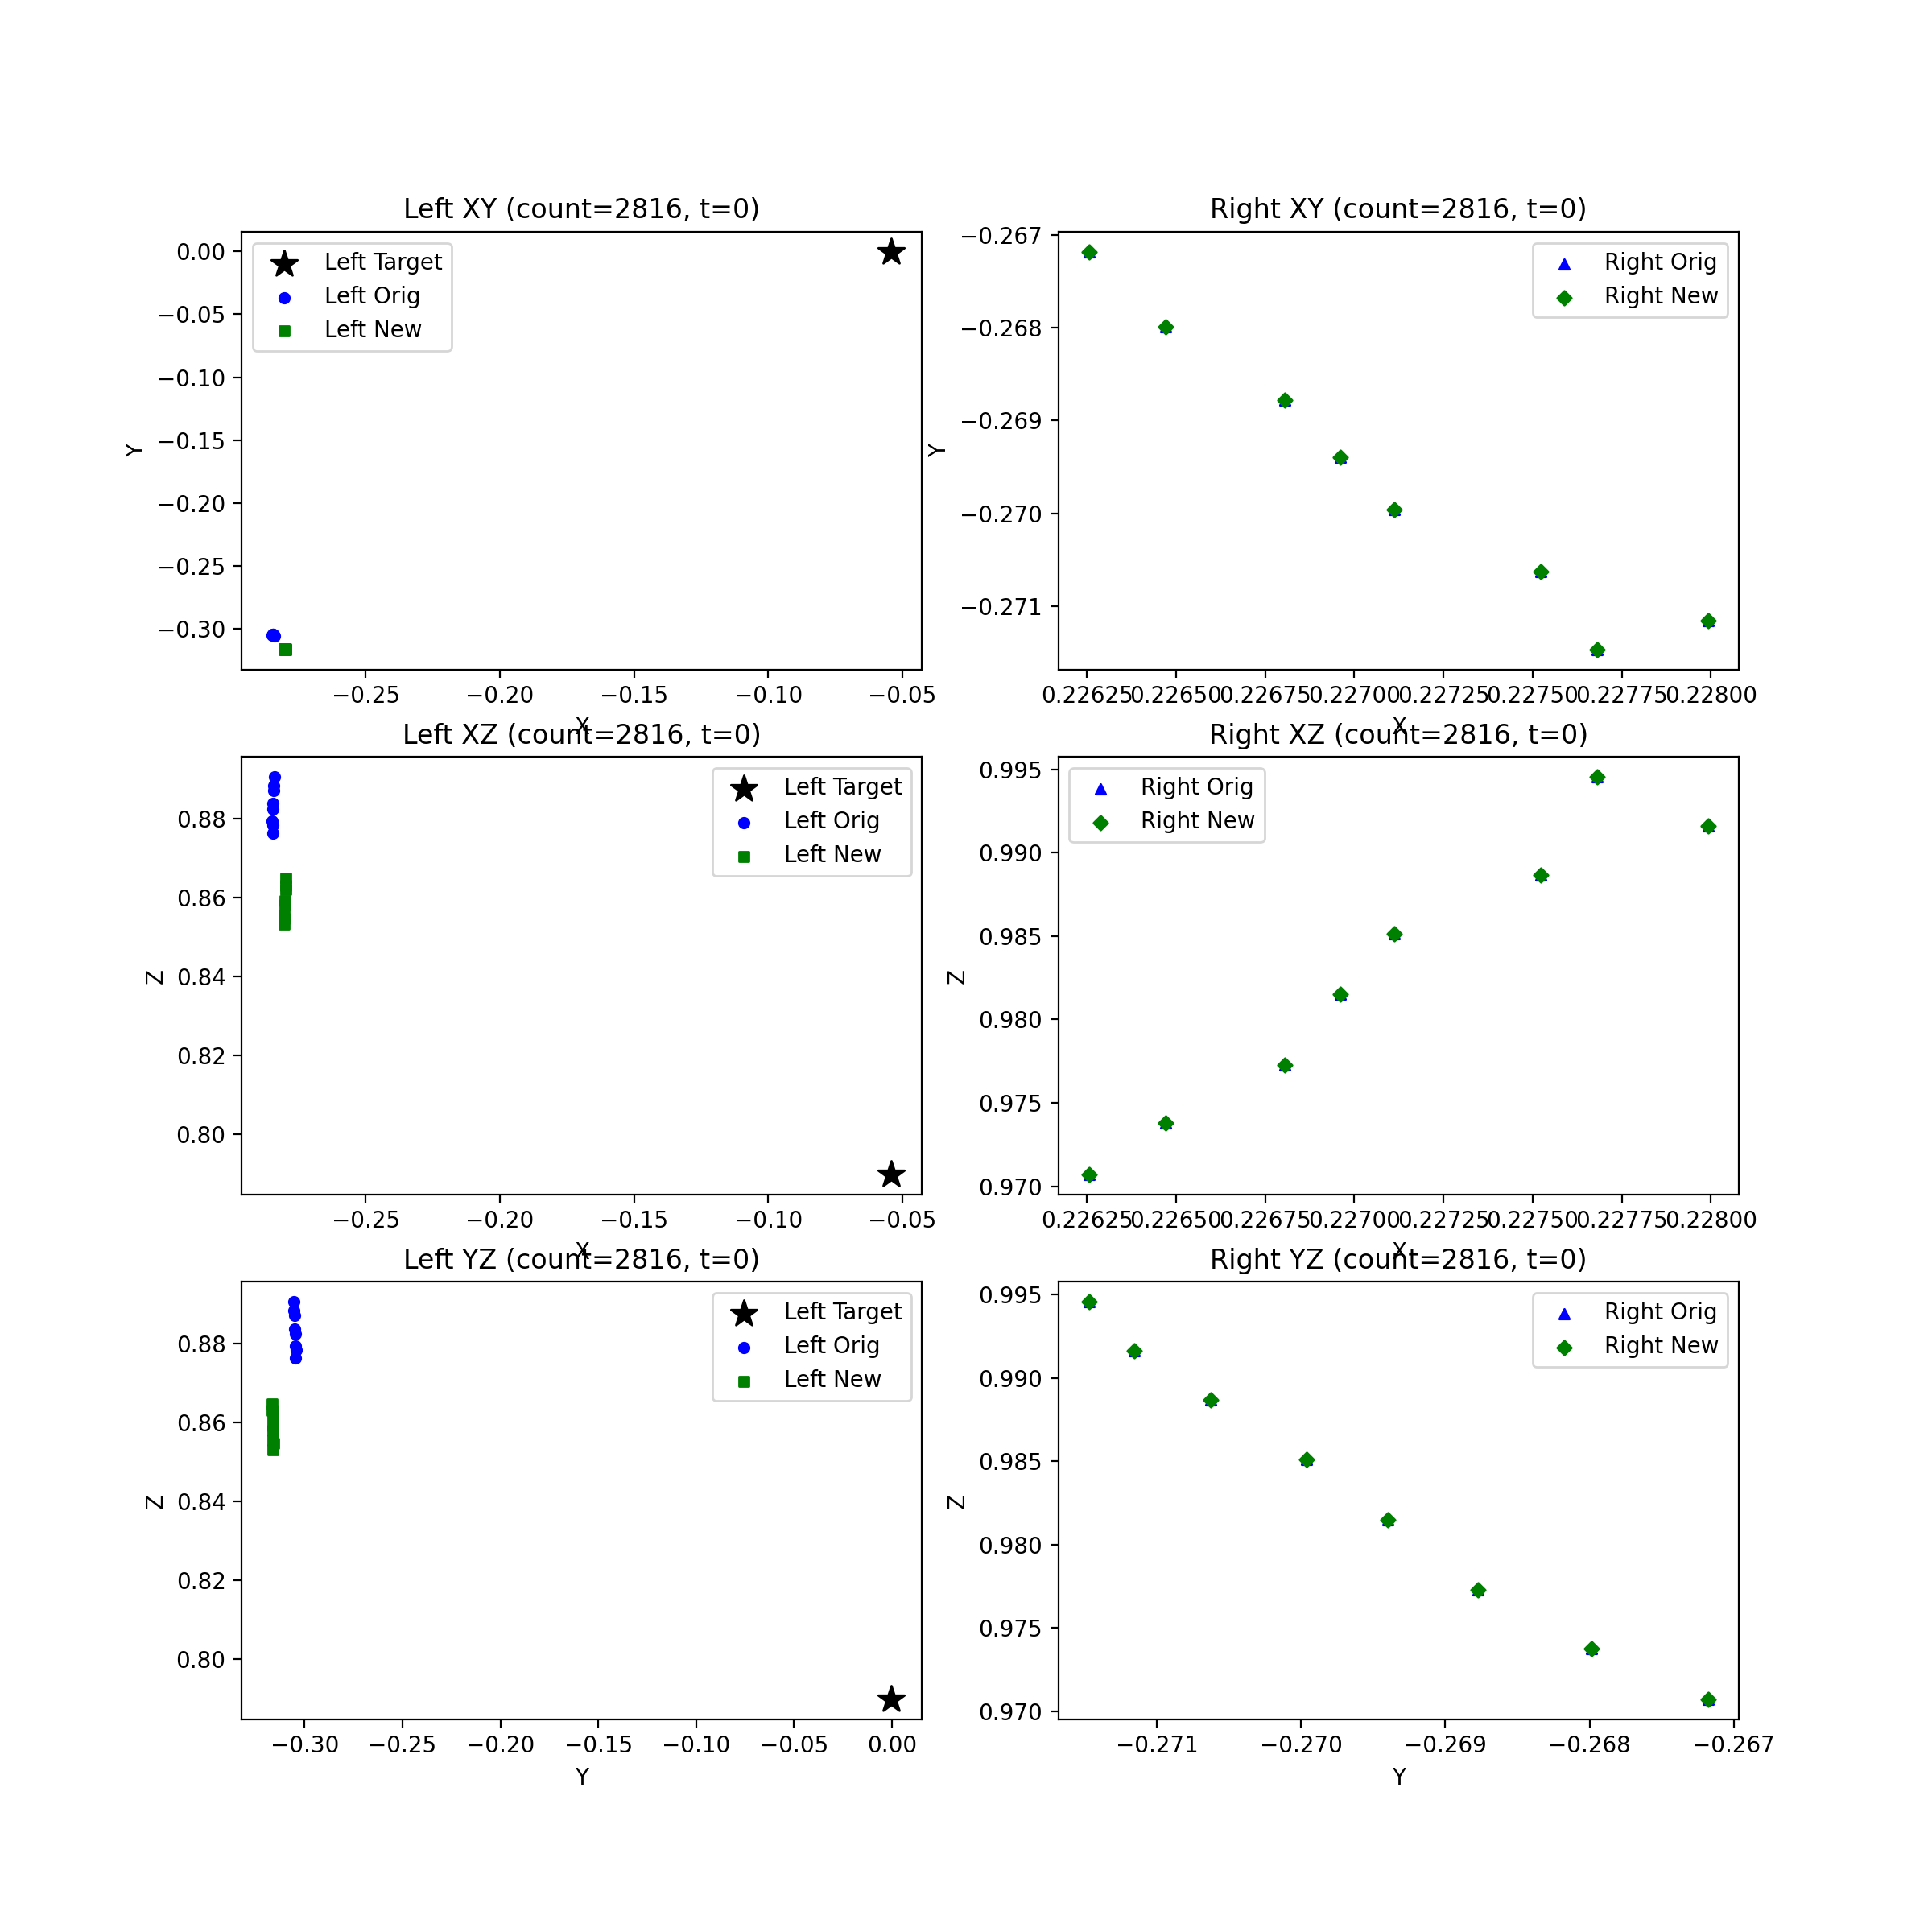 Left XY (count=2816, t=0)
0.00
−0.05
−0.10
−0.15
−0.20
−0.25
−0.30
Y
Left Target
Left Orig
Left New
−0.25
−0.20
−0.15
−0.10
−0.05
X
Right XY (count=2816, t=0)
−0.267
−0.268
−0.269
−0.270
−0.271
Y
Right Orig
Right New
0.22625
0.22650
0.22675
0.22700
0.22725
0.22750
0.22775
0.22800
X
Left XZ (count=2816, t=0)
0.88
0.86
0.84
0.82
0.80
Z
Left Target
Left Orig
Left New
−0.25
−0.20
−0.15
−0.10
−0.05
X
Right XZ (count=2816, t=0)
0.995
0.990
0.985
0.980
0.975
0.970
Z
Right Orig
Right New
0.22625
0.22650
0.22675
0.22700
0.22725
0.22750
0.22775
0.22800
X
Left YZ (count=2816, t=0)
0.88
0.86
0.84
0.82
0.80
Z
Left Target
Left Orig
Left New
−0.30
−0.25
−0.20
−0.15
−0.10
−0.05
0.00
Y
Right YZ (count=2816, t=0)
0.995
0.990
0.985
0.980
0.975
0.970
Z
Right Orig
Right New
−0.271
−0.270
−0.269
−0.268
−0.267
Y